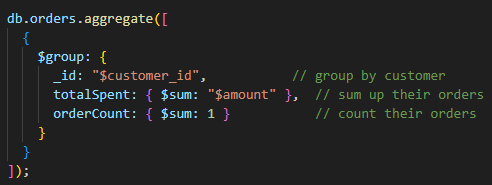 db.orders.aggregate([
  {
    $group: {
      _id: "$customer_id",           // group by customer
      totalSpent: { $sum: "$amount" },  // sum up their orders
      orderCount: { $sum: 1 }           // count their orders
    }
  }
]);